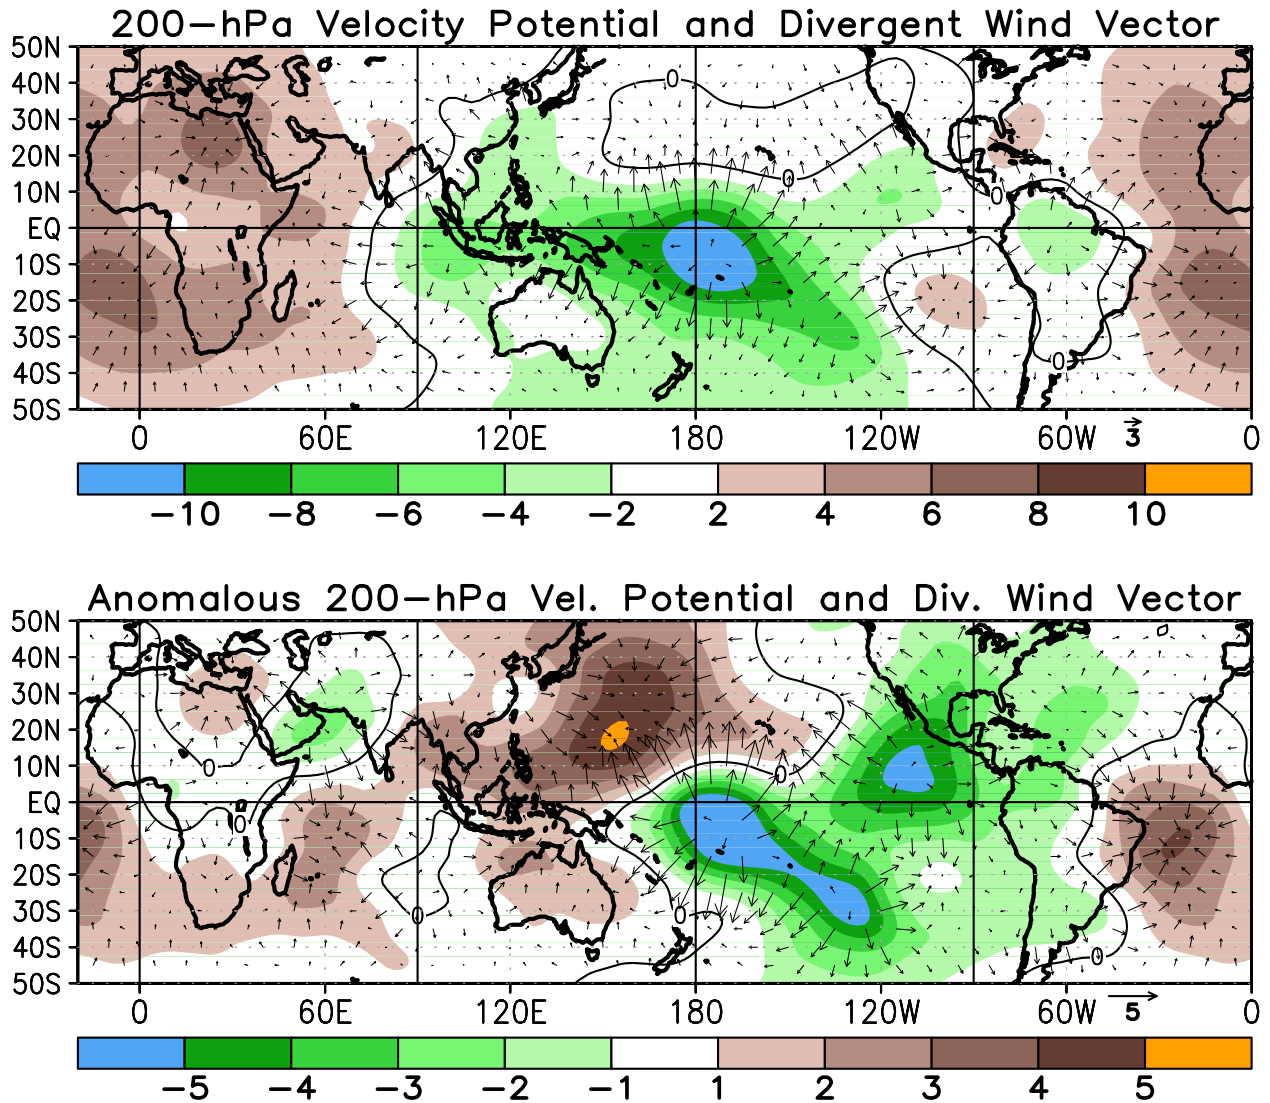 200-hPa Velocity Potential and Divergent Wind Vector
50N
40N
30N
20N
10N
EQ
10S
20S
30S
40S
50S
0
0
0
0
0 60E 120E 180 120W 60W 3 0
-10 -8 -6 -4 -2 2 4 6 8 10
Anomalous 200-hPa Vel. Potential and Div. Wind Vector
50N
40N
30N
20N
10N
EQ
10S
20S
30S
40S
50S
0
0
0
0
0
0
0 60E 120E 180 120W 60W 5 0
-5 -4 -3 -2 -1 1 2 3 4 5